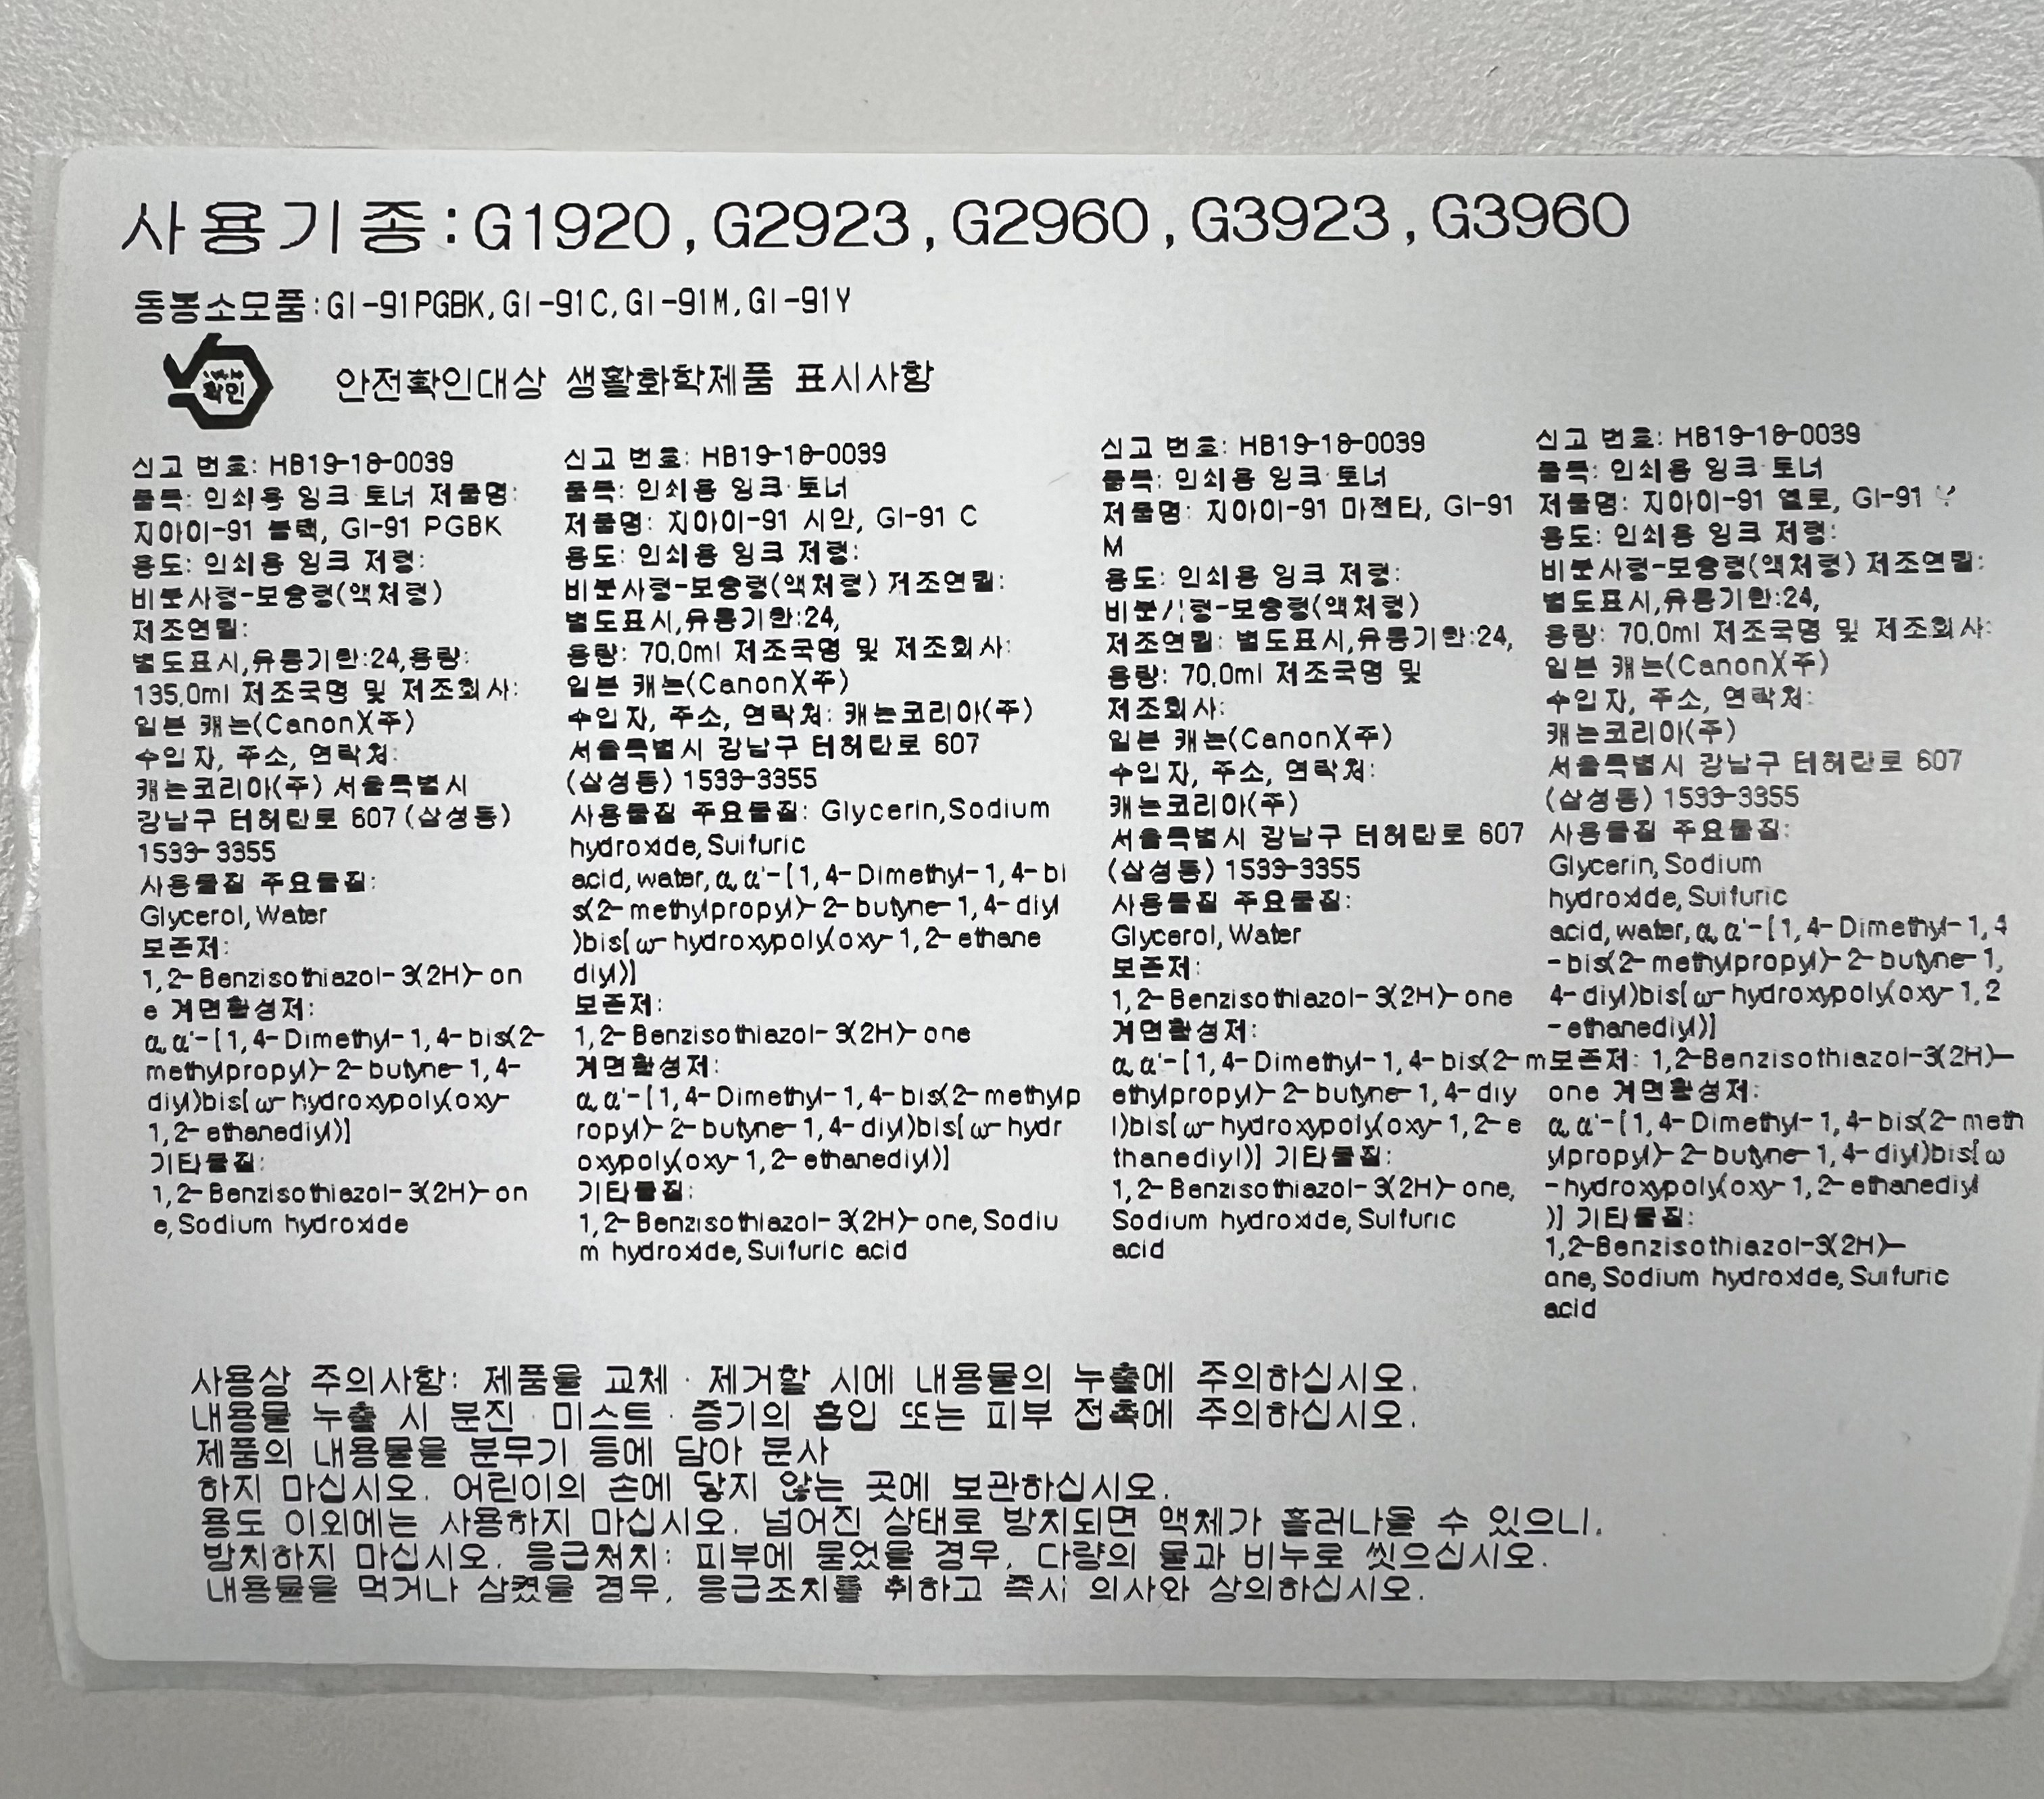 사용기종:G1920,G2923,G2960,G3923,G3960
동봉소모품:GI-91PGBK,GI-91C,GI-91M,GI-91Y
확인
안전확인대상 생활화학제품 표시사항
신고 번호: HB19-18-0039
품목: 인쇄용 잉크·토너 제품명:
지아이-91 블랙, GI-91 PGBK
용도: 인쇄용 잉크 제형:
비분사형-보충형(액체형)
제조연월:
별도표시,유통기한:24,용량:
135.0ml 제조국명 및 제조회사:
일본 캐논(Canon)(주)
수입자, 주소, 연락처:
캐논코리아(주) 서울특별시
강남구 테헤란로 607 (삼성동)
1533-3355
사용물질 주요물질:
Glycerol, Water
보존제:
1,2-Benzisothiazol-3(2H)-on
e 계면활성제:
α,α'-[1,4-Dimethyl-1,4-bis(2-
methylpropyl)-2-butyne-1,4-
diyl)bis[ω-hydroxypoly(oxy-
1,2-ethanediyl)]
기타물질:
1,2-Benzisothiazol-3(2H)-on
e, Sodium hydroxide
신고 번호: HB19-18-0039
품목: 인쇄용 잉크·토너
제품명: 지아이-91 시안, GI-91 C
용도: 인쇄용 잉크 제형:
비분사형-보충형(액체형) 제조연월:
별도표시,유통기한:24,
용량: 70.0ml 제조국명 및 제조회사:
일본 캐논(Canon)(주)
수입자, 주소, 연락처: 캐논코리아(주)
서울특별시 강남구 테헤란로 607
(삼성동) 1533-3355
사용물질 주요물질: Glycerin, Sodium
hydroxide, Sulfuric
acid, water, α,α'-[1,4-Dimethyl-1,4-bi
s(2-methylpropyl)-2-butyne-1,4-diyl
)bis[ω-hydroxypoly(oxy-1,2-ethane
diyl)]
보존제:
1,2-Benzisothiazol-3(2H)-one
계면활성제:
α,α'-[1,4-Dimethyl-1,4-bis(2-methylp
ropyl)-2-butyne-1,4-diyl)bis[ω-hydr
oxypoly(oxy-1,2-ethanediyl)]
기타물질:
1,2-Benzisothiazol-3(2H)-one, Sodiu
m hydroxide, Sulfuric acid
신고 번호: HB19-18-0039
품목: 인쇄용 잉크·토너
제품명: 지아이-91 마젠타, GI-91
M
용도: 인쇄용 잉크 제형:
비분사형-보충형(액체형)
제조연월: 별도표시,유통기한:24,
용량: 70.0ml 제조국명 및
제조회사:
일본 캐논(Canon)(주)
수입자, 주소, 연락처:
캐논코리아(주)
서울특별시 강남구 테헤란로 607
(삼성동) 1533-3355
사용물질 주요물질:
Glycerol, Water
보존제:
1,2-Benzisothiazol-3(2H)-one
계면활성제:
α,α'-[1,4-Dimethyl-1,4-bis(2-m
ethylpropyl)-2-butyne-1,4-diy
l)bis[ω-hydroxypoly(oxy-1,2-e
thanediyl)] 기타물질:
1,2-Benzisothiazol-3(2H)-one,
Sodium hydroxide, Sulfuric
acid
신고 번호: HB19-18-0039
품목: 인쇄용 잉크·토너
제품명: 지아이-91 옐로, GI-91 Y
용도: 인쇄용 잉크 제형:
비분사형-보충형(액체형) 제조연월:
별도표시,유통기한:24,
용량: 70.0ml 제조국명 및 제조회사:
일본 캐논(Canon)(주)
수입자, 주소, 연락처:
캐논코리아(주)
서울특별시 강남구 테헤란로 607
(삼성동) 1533-3355
사용물질 주요물질:
Glycerin, Sodium
hydroxide, Sulfuric
acid, water, α,α'-[1,4-Dimethyl-1,4
-bis(2-methylpropyl)-2-butyne-1,
4-diyl)bis[ω-hydroxypoly(oxy-1,2
-ethanediyl)]
보존제: 1,2-Benzisothiazol-3(2H)-
one 계면활성제:
α,α'-[1,4-Dimethyl-1,4-bis(2-meth
ylpropyl)-2-butyne-1,4-diyl)bis[ω
-hydroxypoly(oxy-1,2-ethanediyl
)] 기타물질:
1,2-Benzisothiazol-3(2H)-
one, Sodium hydroxide, Sulfuric
acid
사용상 주의사항: 제품을 교체·제거할 시에 내용물의 누출에 주의하십시오.
내용물 누출 시 분진·미스트·증기의 흡입 또는 피부 접촉에 주의하십시오.
제품의 내용물을 분무기 등에 담아 분사
하지 마십시오. 어린이의 손에 닿지 않는 곳에 보관하십시오.
용도 이외에는 사용하지 마십시오. 넘어진 상태로 방치되면 액체가 흘러나올 수 있으니,
방치하지 마십시오. 응급처치: 피부에 묻었을 경우, 다량의 물과 비누로 씻으십시오.
내용물을 먹거나 삼켰을 경우, 응급조치를 취하고 즉시 의사와 상의하십시오.